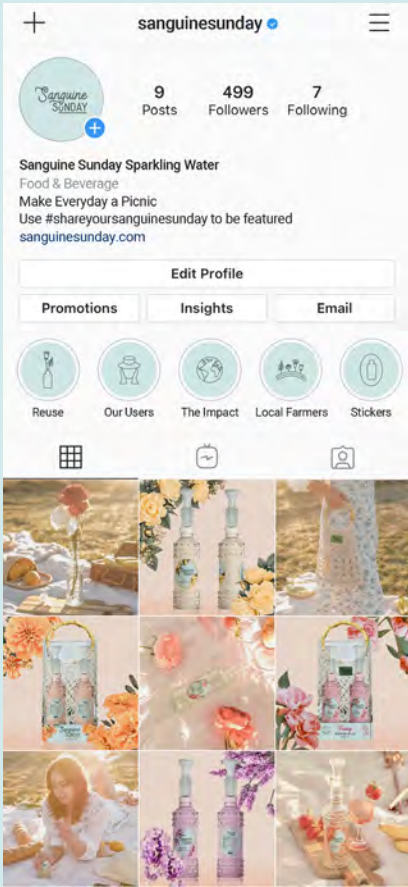 sanguinesunday
Sanguine
SUNDAY
9 499 7
Posts Followers Following
Sanguine Sunday Sparkling Water
Food & Beverage
Make Everyday a Picnic
Use #shareyoursanguinesunday to be featured
sanguinesunday.com
Edit Profile
Promotions Insights Email
Reuse Our Users The Impact Local Farmers Stickers